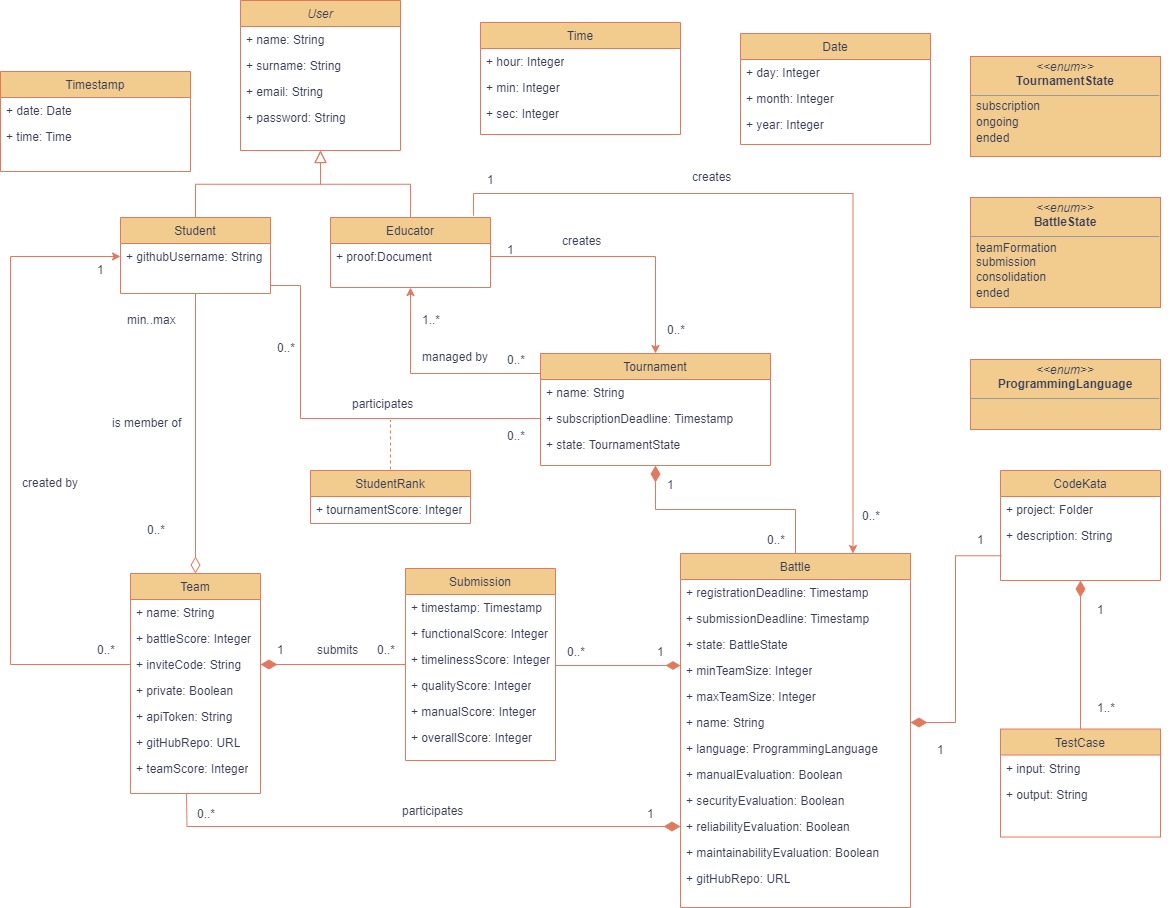 User
+ name: String
+ surname: String
+ email: String
+ password: String
Time
+ hour: Integer
+ min: Integer
+ sec: Integer
Date
+ day: Integer
+ month: Integer
+ year: Integer
<<enum>>
TournamentState
subscription
ongoing
ended
Timestamp
+ date: Date
+ time: Time
<<enum>>
BattleState
teamFormation
submission
consolidation
ended
1
creates
Student
+ githubUsername: String
Educator
+ proof:Document
1
creates
1
min..max
0..*
1..*
0..*
managed by
0..*
<<enum>>
ProgrammingLanguage
Tournament
+ name: String
+ subscriptionDeadline: Timestamp
+ state: TournamentState
participates
0..*
is member of
created by
StudentRank
+ tournamentScore: Integer
1
0..*
0..*
0..*
CodeKata
+ project: Folder
+ description: String
1
1
1..*
Team
+ name: String
+ battleScore: Integer
+ inviteCode: String
+ private: Boolean
+ apiToken: String
+ gitHubRepo: URL
+ teamScore: Integer
0..*
1
submits
0..*
Submission
+ timestamp: Timestamp
+ functionalScore: Integer
+ timelinessScore: Integer
+ qualityScore: Integer
+ manualScore: Integer
+ overallScore: Integer
0..*
1
Battle
+ registrationDeadline: Timestamp
+ submissionDeadline: Timestamp
+ state: BattleState
+ minTeamSize: Integer
+ maxTeamSize: Integer
+ name: String
+ language: ProgrammingLanguage
+ manualEvaluation: Boolean
+ securityEvaluation: Boolean
+ reliabilityEvaluation: Boolean
+ maintainabilityEvaluation: Boolean
+ gitHubRepo: URL
1
TestCase
+ input: String
+ output: String
0..*
participates
1